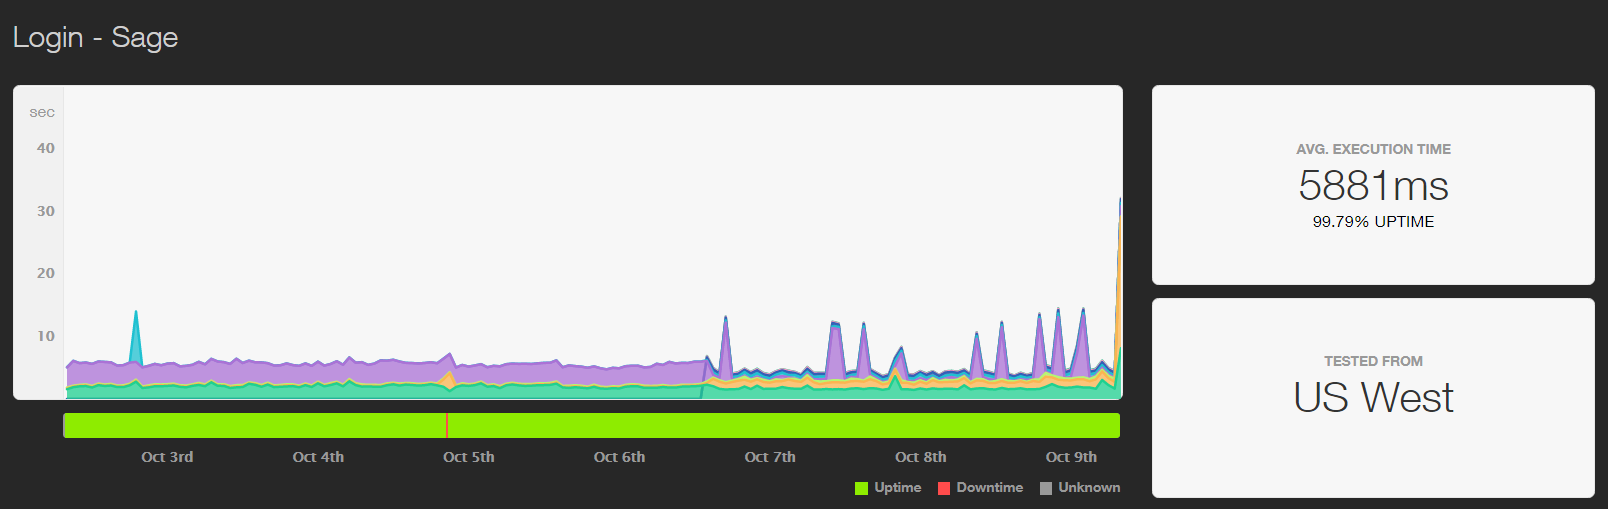 Login - Sage
sec
40
30
20
10
Oct 3rd
Oct 4th
Oct 5th
Oct 6th
Oct 7th
Oct 8th
Oct 9th
Uptime
Downtime
Unknown
AVG. EXECUTION TIME
5881ms
99.79% UPTIME
TESTED FROM
US West